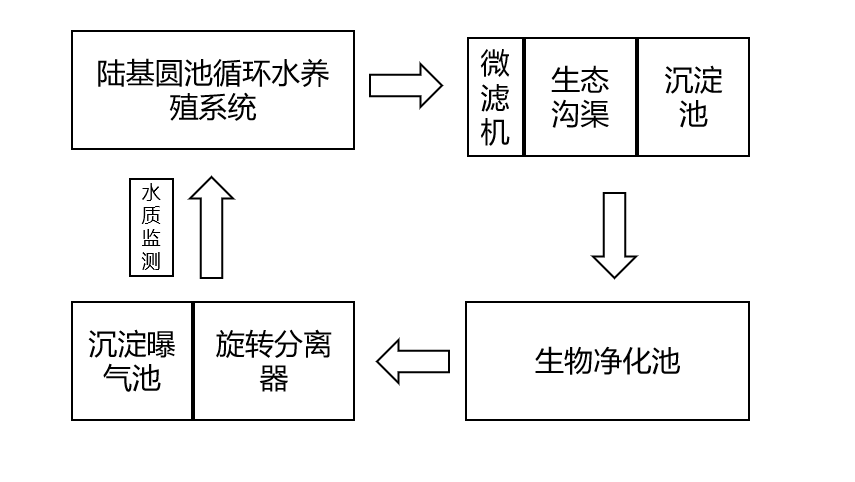 陆基圆池循环水养
殖系统
微
滤
机
生态
沟渠
沉淀
池
水
质
监
测
沉淀曝
气池
旋转分离
器
生物净化池